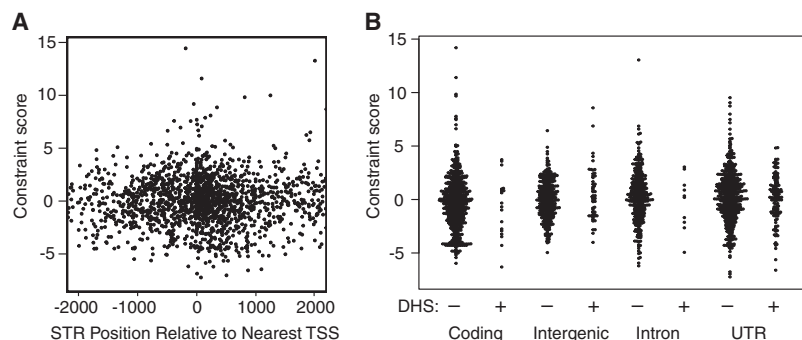 A
15
10
5
0
-5
Constraint score
-2000 -1000 0 1000 2000
STR Position Relative to Nearest TSS
B
15
10
5
0
-5
Constraint score
DHS: − + − + − + − +
Coding Intergenic Intron UTR